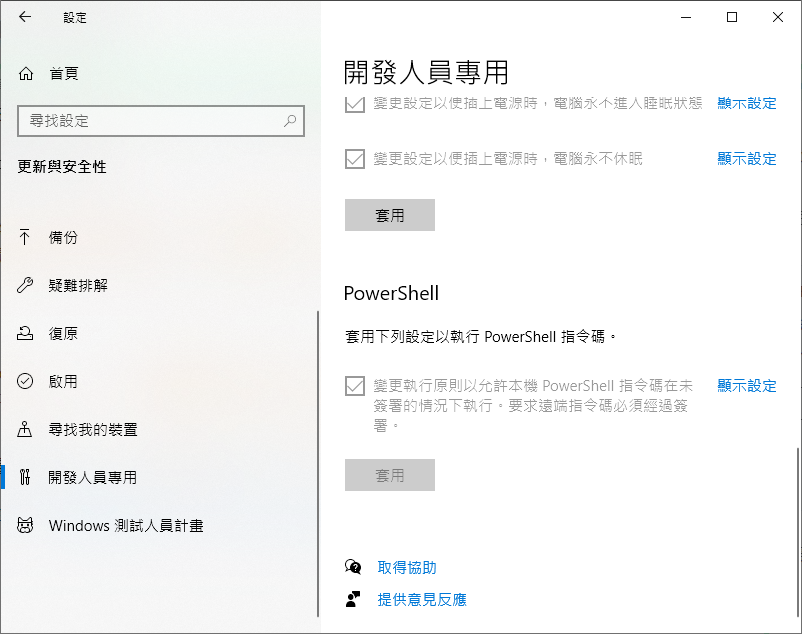 設定
首頁
尋找設定
更新與安全性
備份
疑難排解
復原
啟用
尋找我的裝置
開發人員專用
Windows 測試人員計畫
開發人員專用
變更設定以便插上電源時，電腦永不進入睡眠狀態
顯示設定
變更設定以便插上電源時，電腦永不休眠
顯示設定
套用
PowerShell
套用下列設定以執行 PowerShell 指令碼。
變更執行原則以允許本機 PowerShell 指令碼在未
簽署的情況下執行。要求遠端指令碼必須經過簽
署。
顯示設定
套用
取得協助
提供意見反應